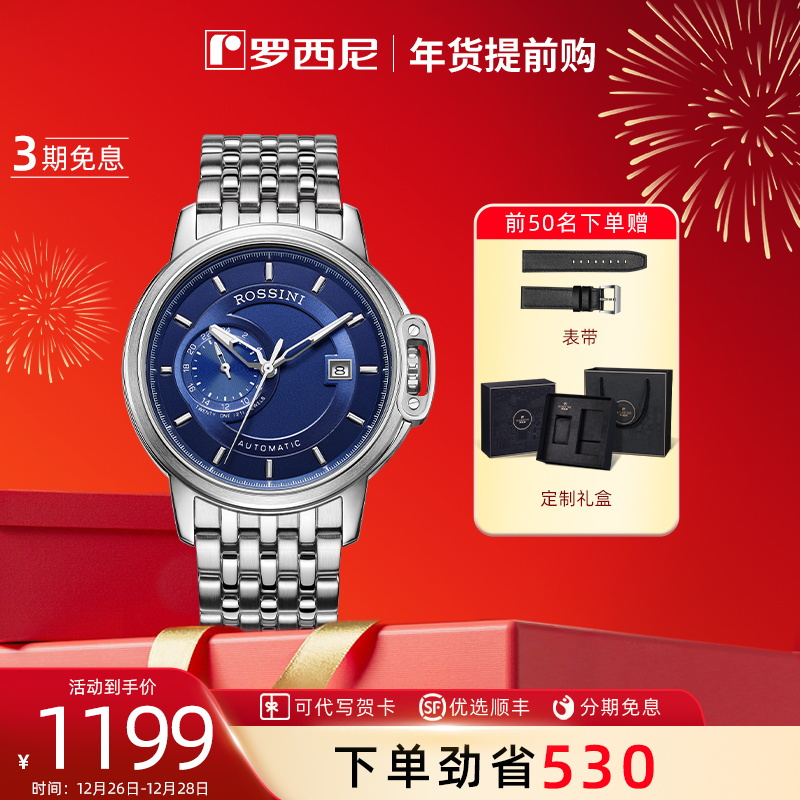 罗西尼 | 年货提前购
3期免息
前50名下单赠
表带
定制礼盒
ROSSINI
8
AUTOMATIC
活动到手价
¥1199
时间：12月26日-12月28日
可代写贺卡
SF优选顺丰
分期免息
下单劲省530